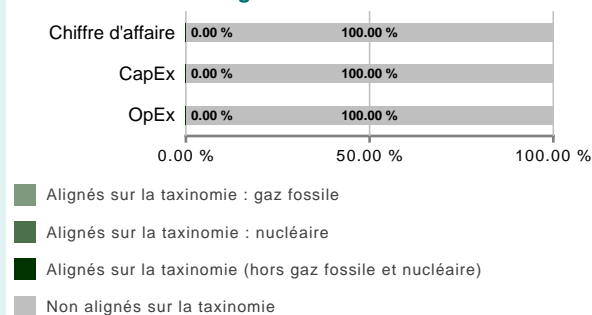 Chiffre d'affaire 0.00 % 100.00 %
CapEx 0.00 % 100.00 %
OpEx 0.00 % 100.00 %
0.00 % 50.00 % 100.00 %
Alignés sur la taxinomie : gaz fossile
Alignés sur la taxinomie : nucléaire
Alignés sur la taxinomie (hors gaz fossile et nucléaire)
Non alignés sur la taxinomie